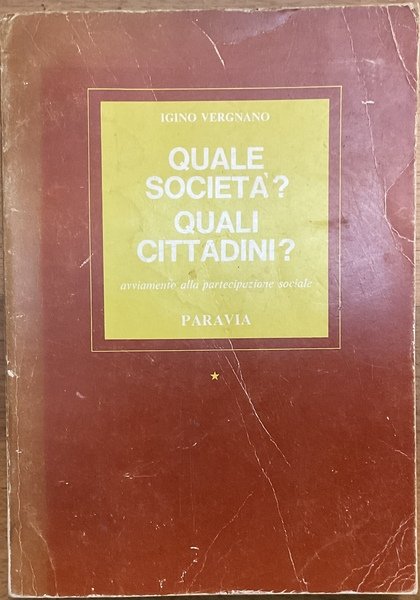 IGINO VERGNANO
QUALE
SOCIETÀ?
QUALI
CITTADINI?
avviamento alla partecipazione sociale
PARAVIA